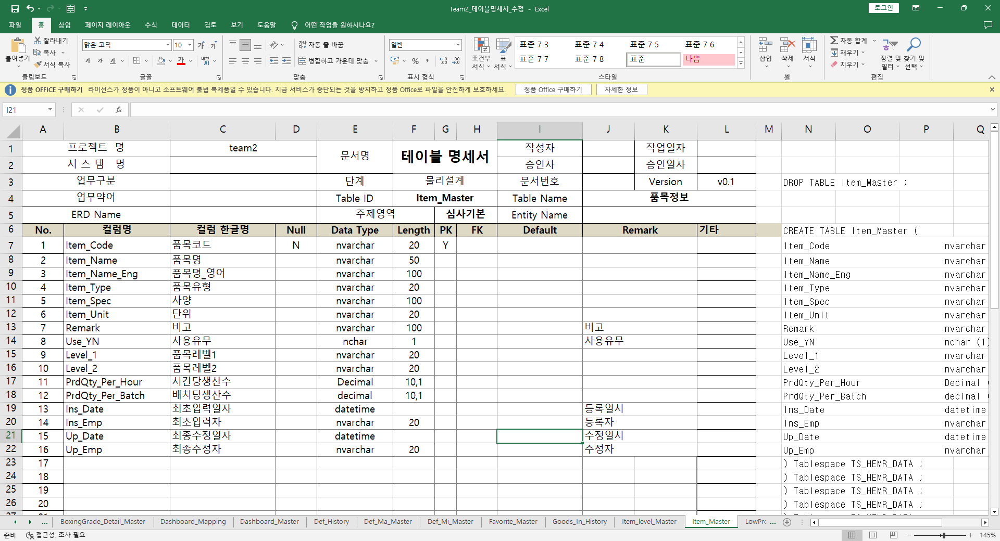 Team2_테이블명세서_수정 - Excel
로그인
파일 홈 삽입 페이지 레이아웃 수식 데이터 검토 보기 도움말 어떤 작업을 원하시나요?
붙여넣기 잘라내기 복사 서식 복사 클립보드
맑은 고딕 10 가 가 가 가 가 가 내천 글꼴
자동 줄 바꿈 병합하고 가운데 맞춤 맞춤
일반 % 표시 형식
조건부 서식 표 서식
표준 7 3 표준 7 4 표준 7 5 표준 7 6
표준 7 7 표준 7 8 표준 나쁨
스타일
삽입 삭제 서식 셀
자동 합계 채우기 지우기 정렬 및 필터 찾기 및 선택 편집
정품 OFFICE 구매하기 라이선스가 정품이 아니고 소프트웨어 불법 복제품일 수 있습니다. 지금 서비스가 중단되는 것을 방지하고 정품 Office로 파일을 안전하게 보호하세요. 정품 Office 구매하기 자세한 정보
I21 fx
A B C D E F G H I J K L M N O P Q
1 프로젝트 명 team2 문서명 테이블 명세서 작성자 작업일자
2 시 스 템 명 승인자 승인일자
3 업무구분 단계 물리설계 문서번호 Version v0.1 DROP TABLE Item_Master ;
4 업무약어 Table ID Item_Master Table Name 품목정보
5 ERD Name 주제영역 심사기본 Entity Name
6 No. 컬럼명 컬럼 한글명 Null Data Type Length PK FK Default Remark 기타 CREATE TABLE Item_Master (
7 1 Item_Code 품목코드 N nvarchar 20 Y Item_Code nvarchar
8 2 Item_Name 품목명 nvarchar 50 Item_Name nvarchar
9 3 Item_Name_Eng 품목명_영어 nvarchar 100 Item_Name_Eng nvarchar
10 4 Item_Type 품목유형 nvarchar 20 Item_Type nvarchar
11 5 Item_Spec 사양 nvarchar 100 Item_Spec nvarchar
12 6 Item_Unit 단위 nvarchar 20 Item_Unit nvarchar
13 7 Remark 비고 nvarchar 100 비고 Remark nvarchar
14 8 Use_YN 사용유무 nchar 1 사용유무 Use_YN nchar (1)
15 9 Level_1 품목레벨1 nvarchar 20 Level_1 nvarchar
16 10 Level_2 품목레벨2 nvarchar 20 Level_2 nvarchar
17 11 PrdQty_Per_Hour 시간당생산수 Decimal 10,1 PrdQty_Per_Hour Decimal (
18 12 PrdQty_Per_Batch 배치당생산수 decimal 10,1 PrdQty_Per_Batch decimal (
19 13 Ins_Date 최초입력일자 datetime 등록일시 Ins_Date datetime
20 14 Ins_Emp 최초입력자 nvarchar 20 등록자 Ins_Emp nvarchar
21 15 Up_Date 최종수정일자 datetime 수정일시 Up_Date datetime
22 16 Up_Emp 최종수정자 nvarchar 20 수정자 Up_Emp nvarchar
23 17 ) Tablespace TS_HEMR_DATA ;
24 18 ) Tablespace TS_HEMR_DATA ;
25 19 ) Tablespace TS_HEMR_DATA ;
26 20 ) Tablespace TS_HEMR_DATA ;
... BoxingGrade_Detail_Master Dashboard_Mapping Dashboard_Master Def_History Def_Ma_Master Def_Mi_Master Favorite_Master Goods_In_History Item_level_Master Item_Master LowPrc ...
준비 접근성: 조사 필요 145%